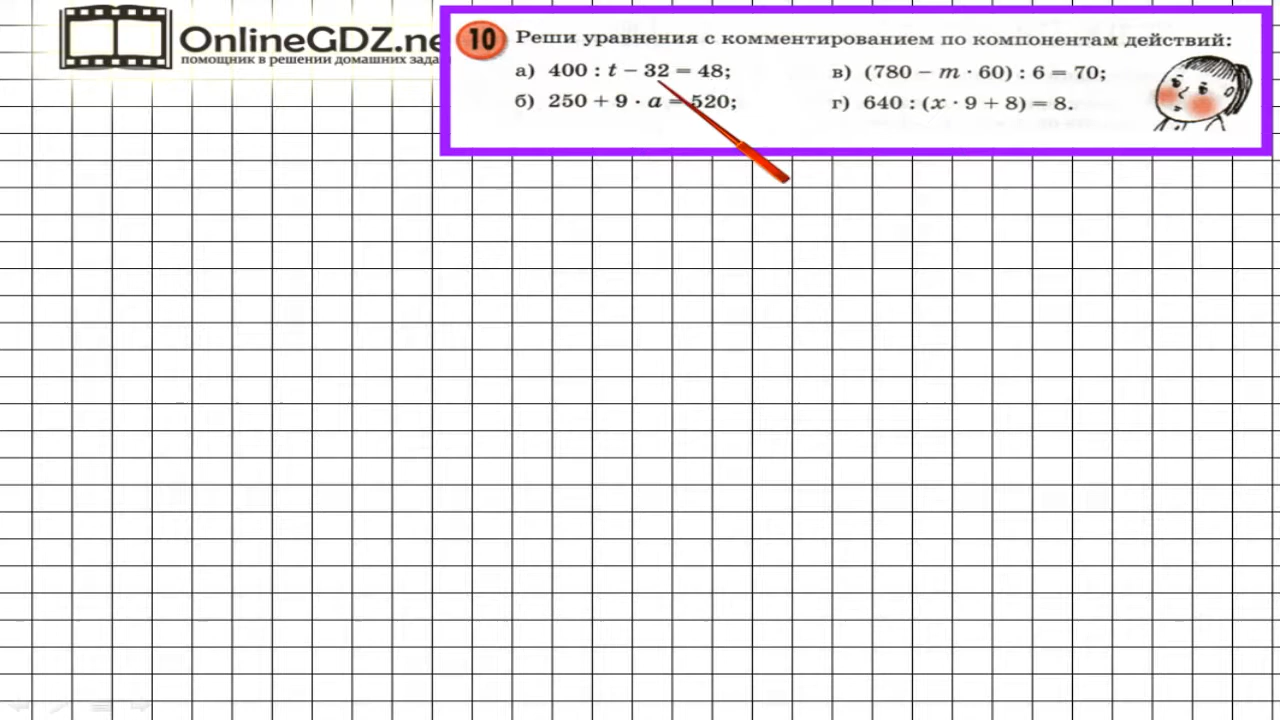 OnlineGDZ.ne
помощник в решении домашних зада
10 Реши уравнения с комментированием по компонентам действий:
а) 400 : t − 32 = 48;
б) 250 + 9 · a = 520;
в) (780 − m · 60) : 6 = 70;
г) 640 : (x · 9 + 8) = 8.